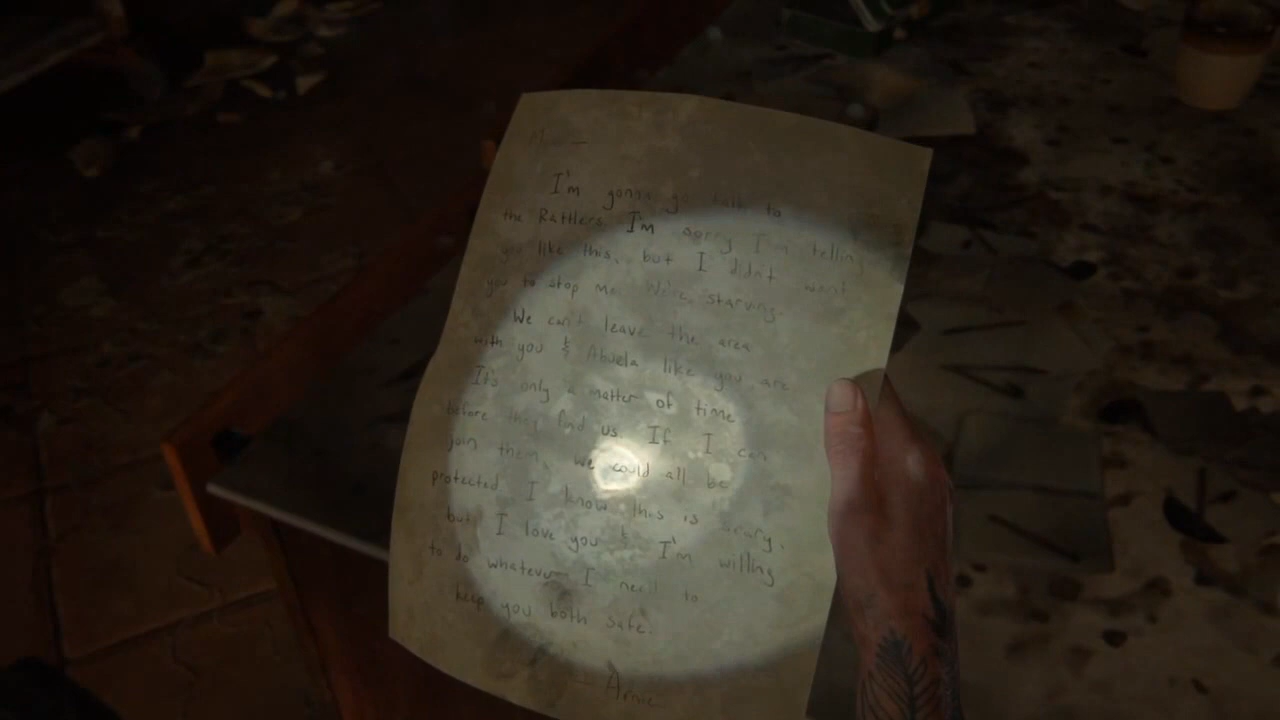 M —
I'm gonna go talk to
the Rattlers. I'm sorry I'm telling
you like this, but I didn't want
you to stop me. We're starving.
We can't leave the area
with you & Abuela like you are.
It's only a matter of time
before they find us. If I can
join them, we could all be
protected. I know this is scary,
but I love you & I'm willing
to do whatever I need to
keep you both safe.
— Arnie